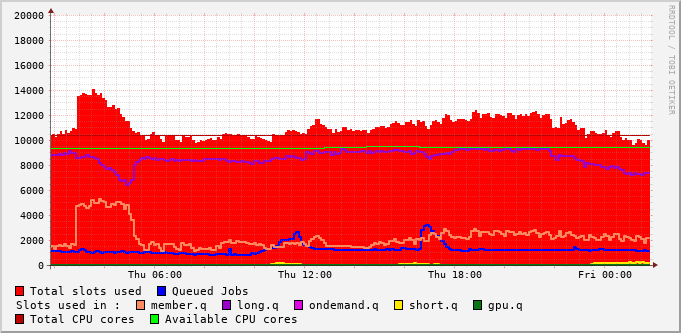 20000
18000
16000
14000
12000
10000
8000
6000
4000
2000
0
Thu 06:00 Thu 12:00 Thu 18:00 Fri 00:00
RRDTOOL / TOBI OETIKER
Total slots used Queued Jobs
Slots used in : member.q long.q ondemand.q short.q gpu.q
Total CPU cores Available CPU cores